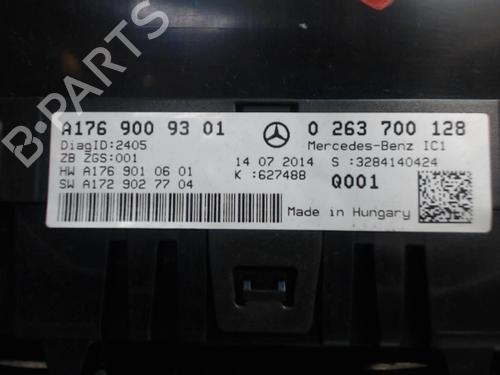 A176 900 93 01 0 263 700 128
DiagID:2405 Mercedes-Benz IC1
ZB ZGS:001 14 07 2014 S :3284140424
HW A176 901 06 01 K :627488 Q001
SW A172 902 77 04
Made in Hungary
B PARTS